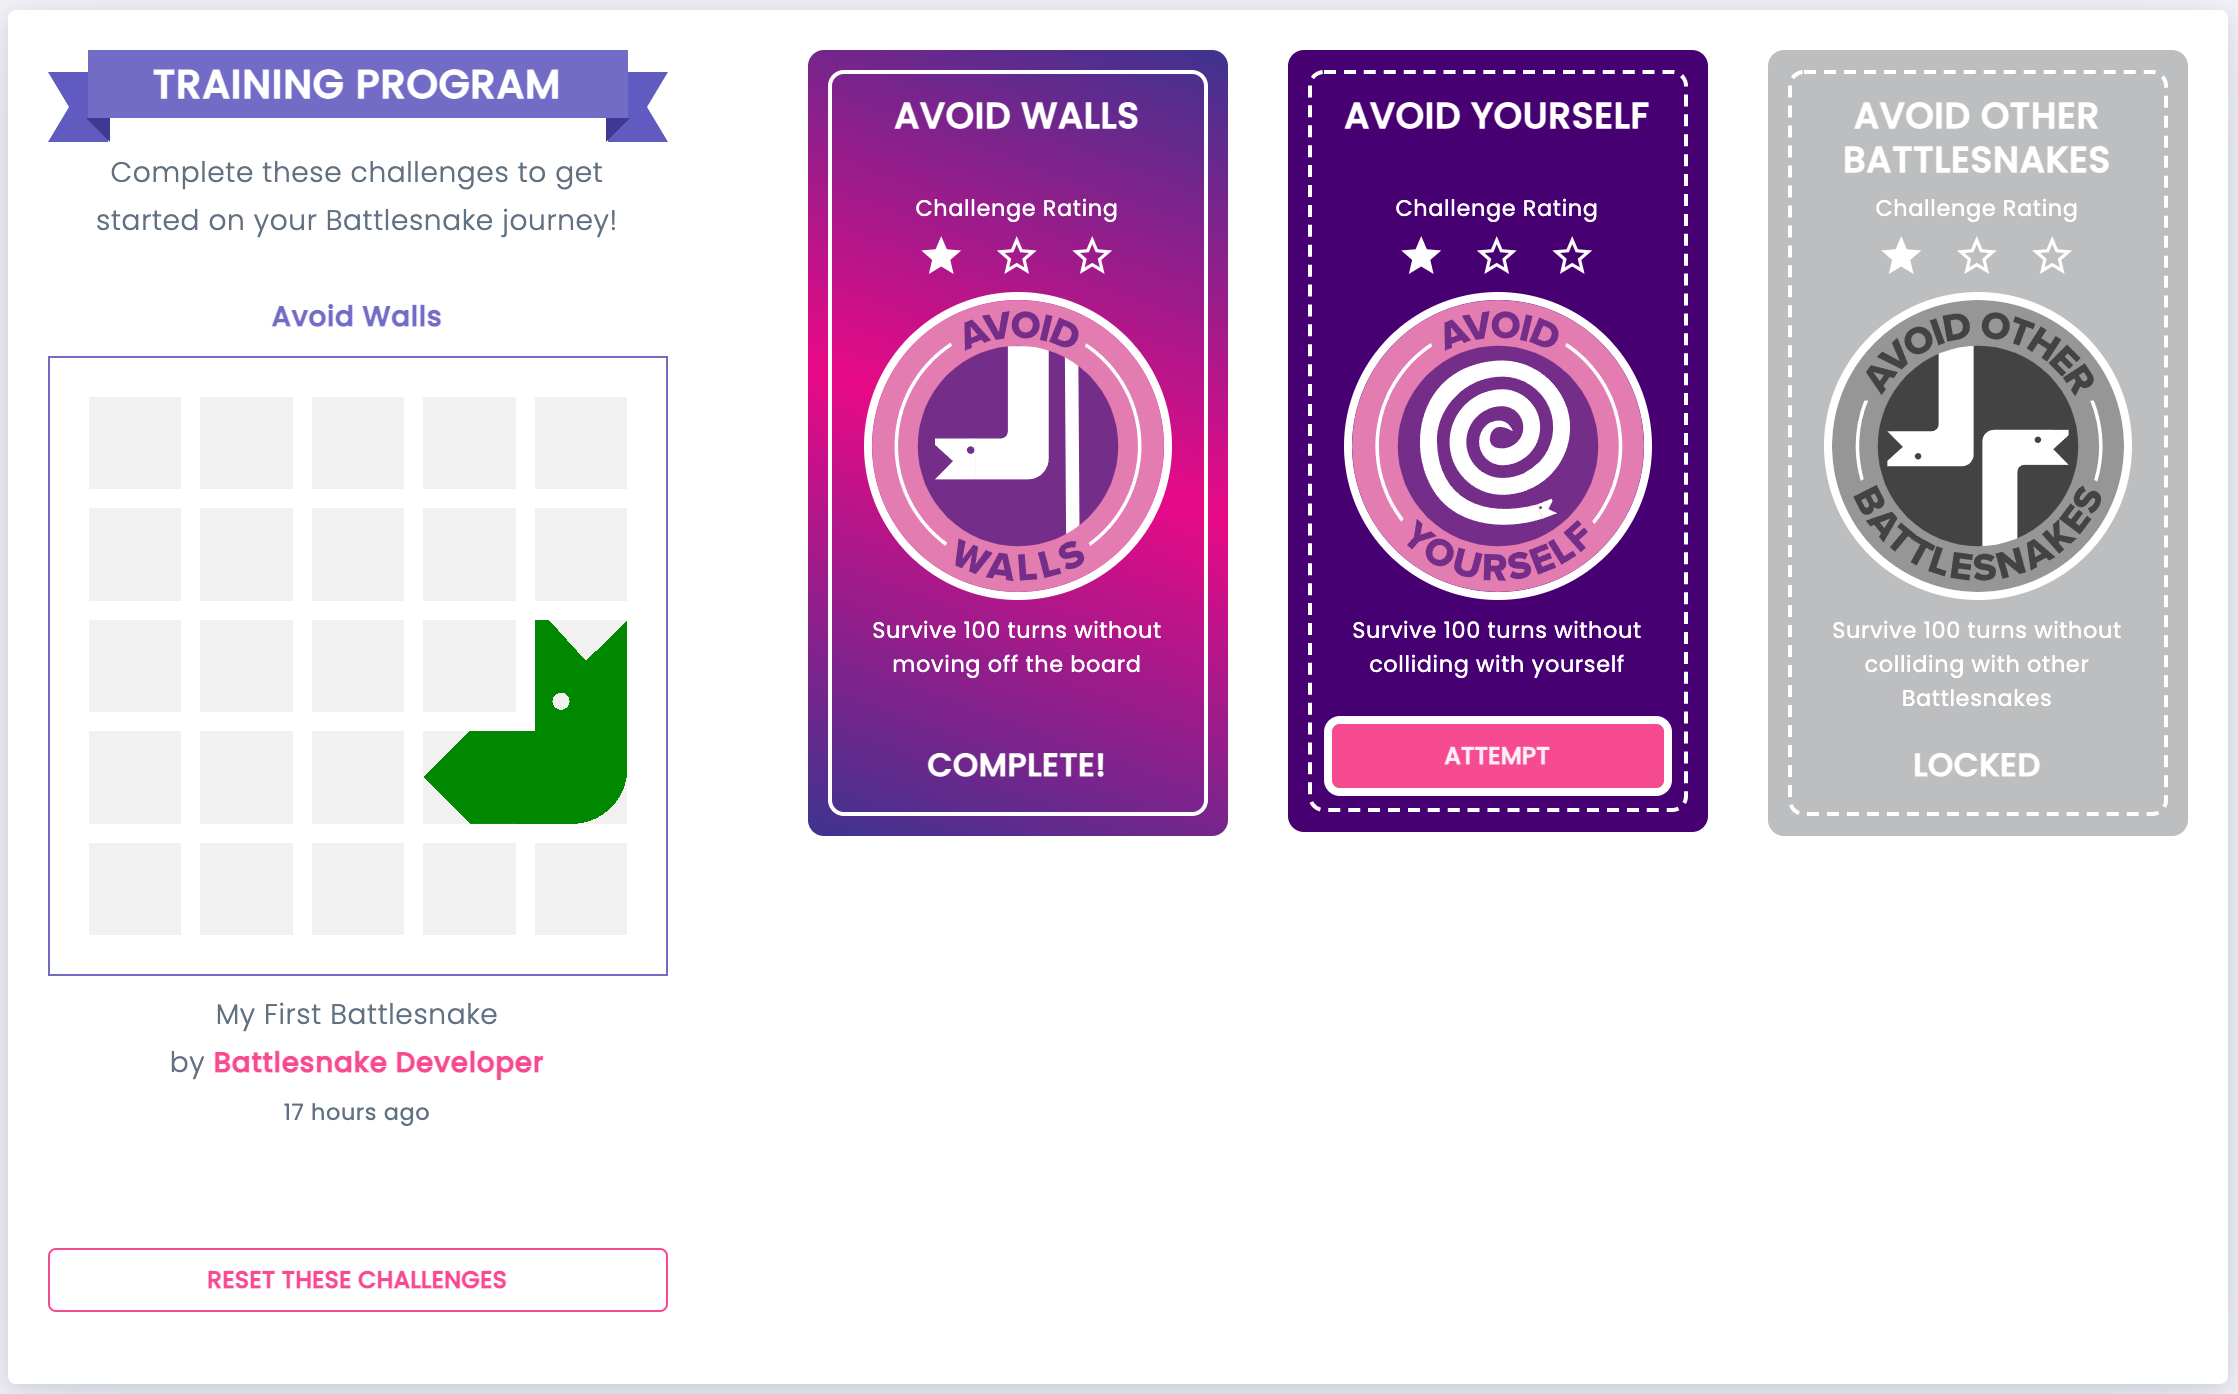 TRAINING PROGRAM
Complete these challenges to get
started on your Battlesnake journey!
Avoid Walls
My First Battlesnake
by Battlesnake Developer
17 hours ago
RESET THESE CHALLENGES
AVOID WALLS
Challenge Rating
AVOID
WALLS
Survive 100 turns without
moving off the board
COMPLETE!
AVOID YOURSELF
Challenge Rating
AVOID
YOURSELF
Survive 100 turns without
colliding with yourself
ATTEMPT
AVOID OTHER
BATTLESNAKES
Challenge Rating
AVOID OTHER
BATTLESNAKES
Survive 100 turns without
colliding with other
Battlesnakes
LOCKED